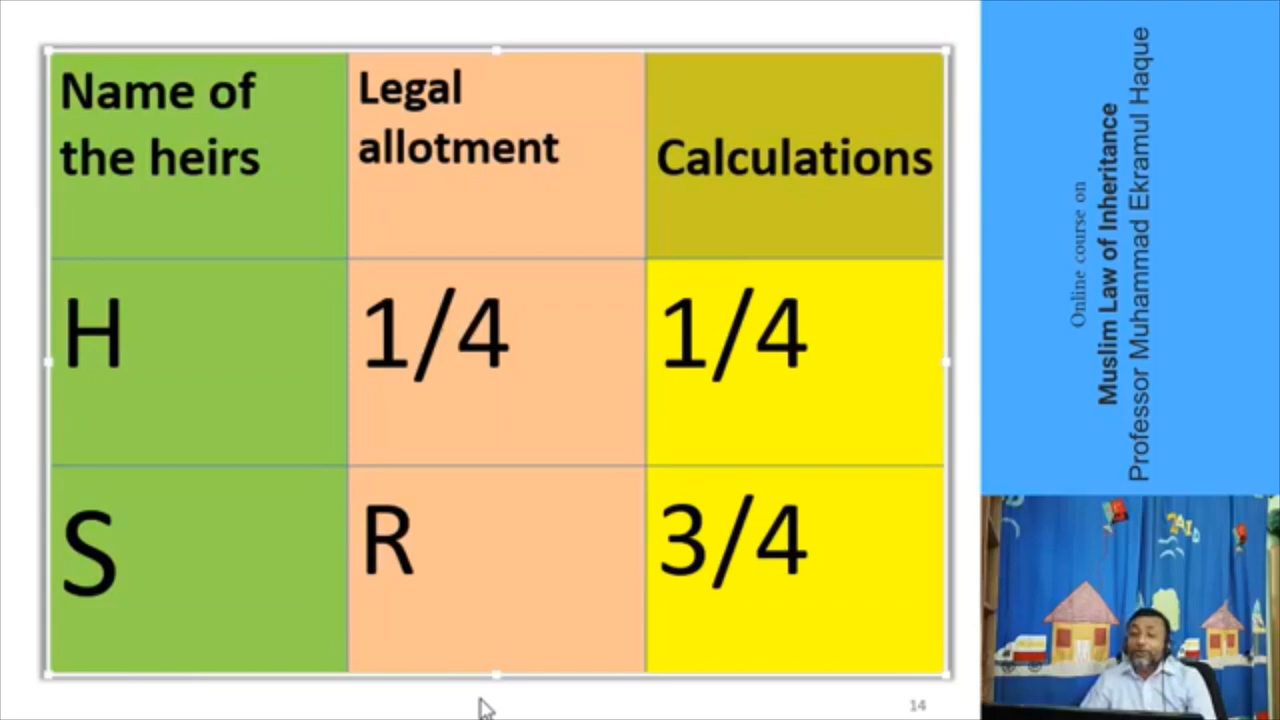 Name of
the heirs
Legal
allotment
Calculations
H
1/4
1/4
S
R
3/4
14
Online course on
Muslim Law of Inheritance
Professor Muhammad Ekramul Haque